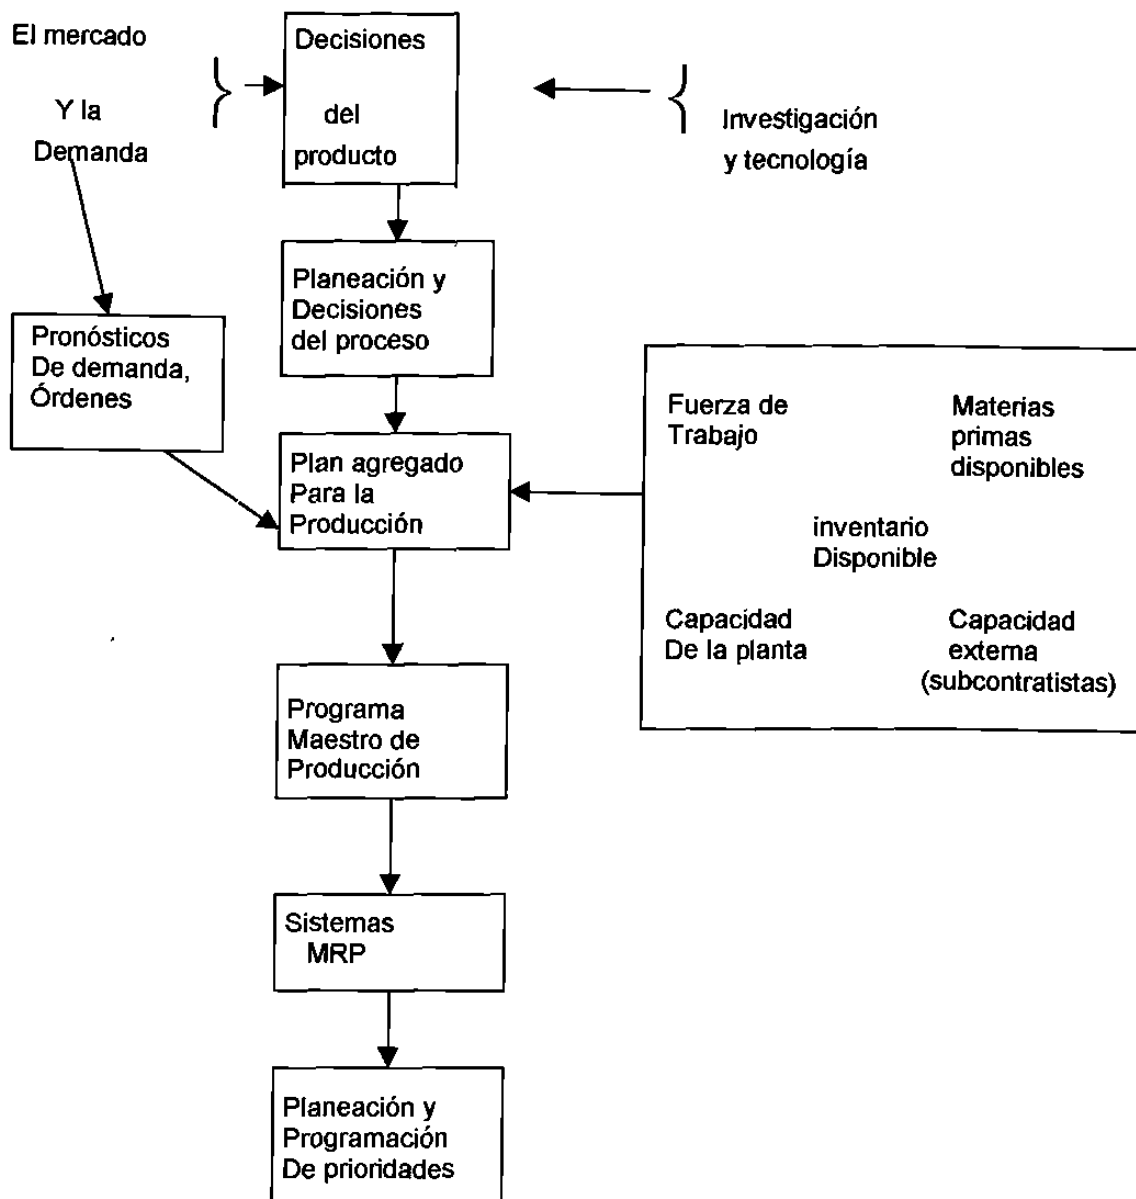 El mercado
Y la
Demanda
Decisiones
del
producto
Investigación
y tecnología
Planeación y
Decisiones
del proceso
Pronósticos
De demanda,
Órdenes
Plan agregado
Para la
Producción
Fuerza de
Trabajo
Materias
primas
disponibles
inventario
Disponible
Capacidad
De la planta
Capacidad
externa
(subcontratistas)
Programa
Maestro de
Producción
Sistemas
MRP
Planeación y
Programación
De prioridades